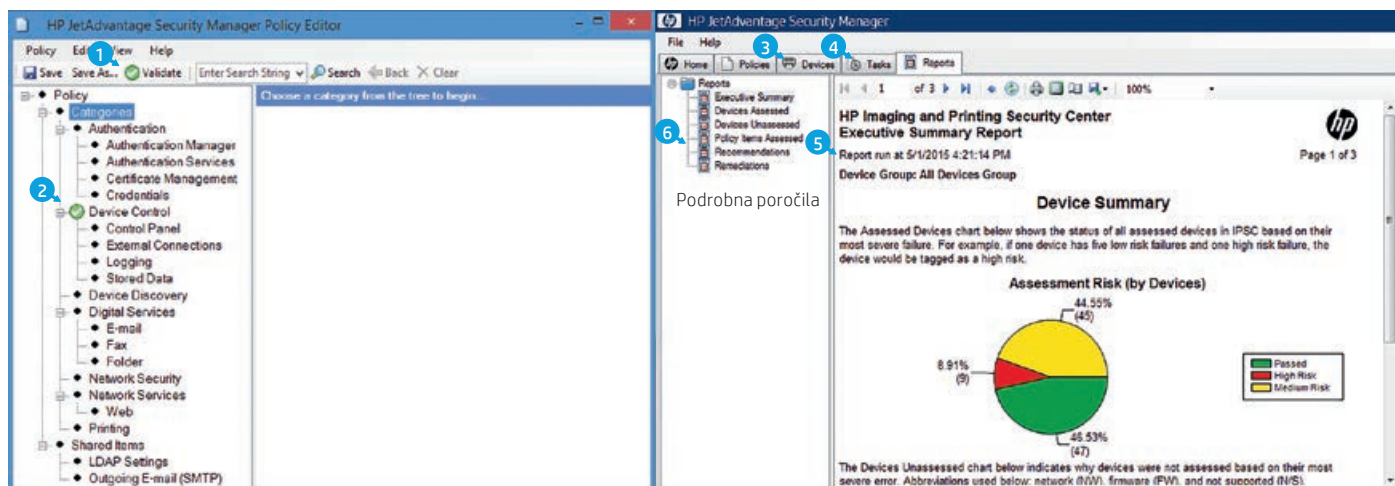 HP JetAdvantage Security Manager Policy Editor
Policy Edit View Help
1
Save Save As... Validate Enter Search String Search Back Clear
Policy
Categories
Authentication
Authentication Manager
Authentication Services
Certificate Management
Credentials
2
Device Control
Control Panel
External Connections
Logging
Stored Data
Device Discovery
Digital Services
E-mail
Fax
Folder
Network Security
Network Services
Web
Printing
Shared Items
LDAP Settings
Outgoing E-mail (SMTP)
Choose a category from the tree to begin...
HP JetAdvantage Security Manager
File Help
3
4
Home Policies Devices Tasks Reports
Reports
Executive Summary
Devices Assessed
Devices Unassessed
6
Policy Items Assessed
Recommendations
Remediations
Podrobna poročila
1 of 3 100%
HP Imaging and Printing Security Center
Executive Summary Report
hp
5
Report run at 5/1/2015 4:21:14 PM
Page 1 of 3
Device Group: All Devices Group
Device Summary
The Assessed Devices chart below shows the status of all assessed devices in IPSC based on their
most severe failure. For example, if one device has five low risk failures and one high risk failure, the
device would be tagged as a high risk.
Assessment Risk (by Devices)
44.55%
(45)
8.91%
(9)
46.53%
(47)
Passed
High Risk
Medium Risk
The Devices Unassessed chart below indicates why devices were not assessed based on their most
severe error. Abbreviations used below: network (NW), firmware (FW), and not supported (N/S).